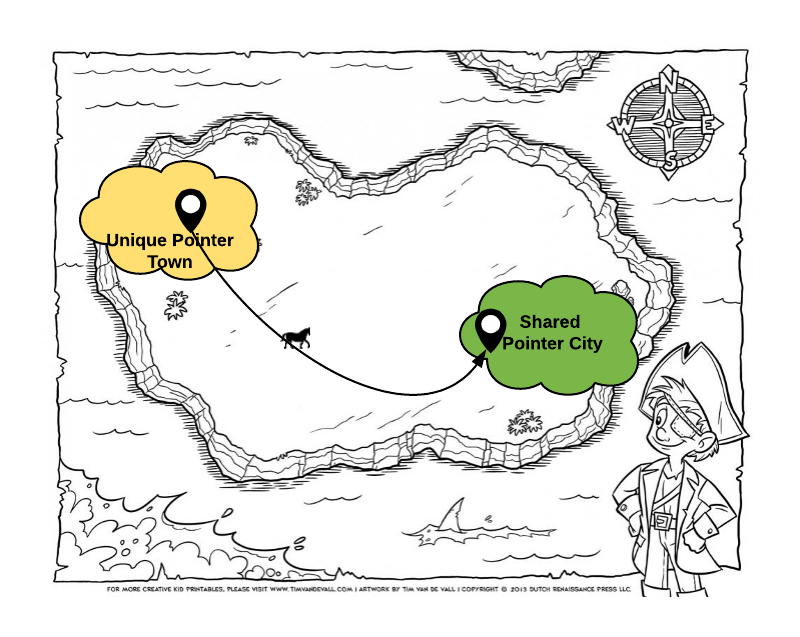 N
W E
S
Unique Pointer
Town
Shared
Pointer City
FOR MORE CREATIVE KID PRINTABLES, PLEASE VISIT WWW.TIMVANDEVALL.COM | ARTWORK BY TIM VAN DE VALL | COPYRIGHT © 2013 DUTCH RENAISSANCE PRESS LLC.